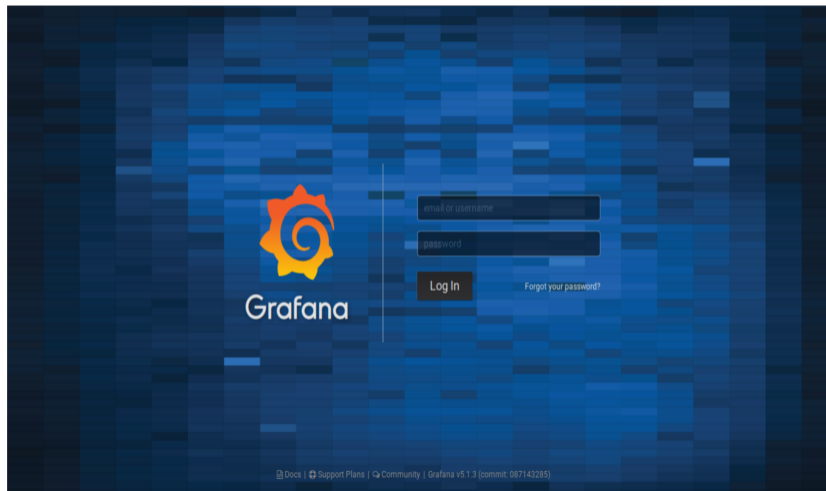 email or username
password
Log In
Forgot your password?
Grafana
Docs | Support Plans | Community | Grafana v5.1.3 (commit: 087143285)